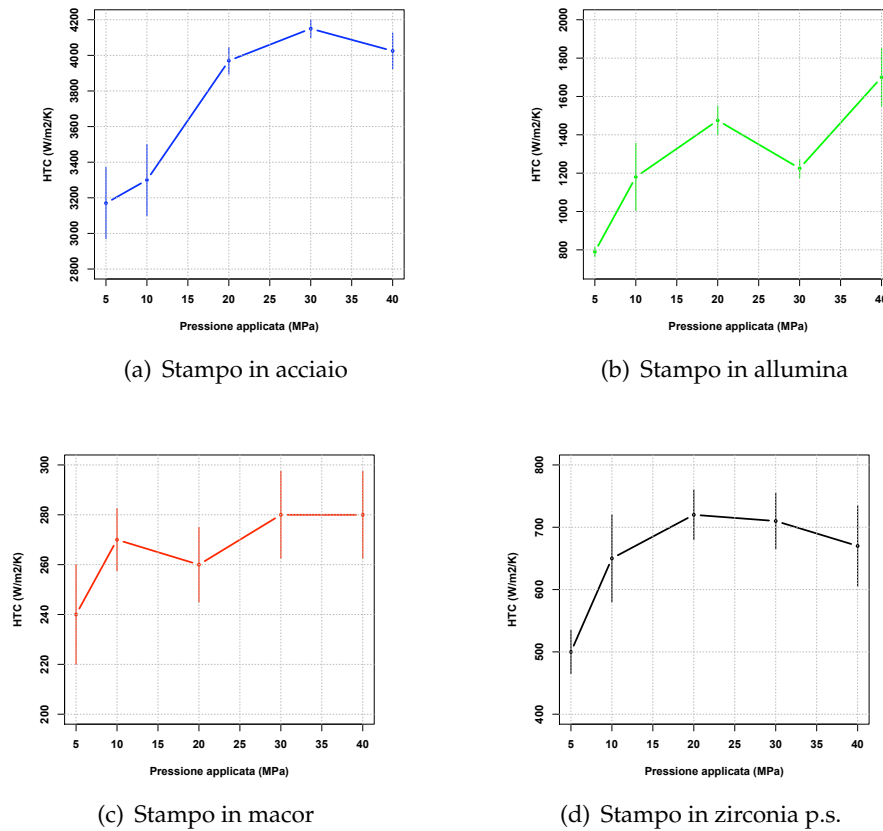 HTC (W/m2/K)
2800 3000 3200 3400 3600 3800 4000 4200
5 10 15 20 25 30 35 40
Pressione applicata (MPa)
(a) Stampo in acciaio
HTC (W/m2/K)
800 1000 1200 1400 1600 1800 2000
5 10 15 20 25 30 35 40
Pressione applicata (MPa)
(b) Stampo in allumina
HTC (W/m2/K)
200 220 240 260 280 300
5 10 15 20 25 30 35 40
Pressione applicata (MPa)
(c) Stampo in macor
HTC (W/m2/K)
400 500 600 700 800
5 10 15 20 25 30 35 40
Pressione applicata (MPa)
(d) Stampo in zirconia p.s.